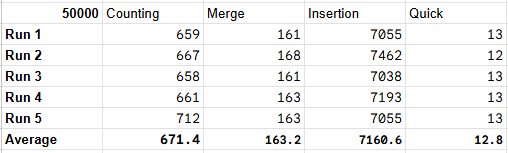 50000 Counting Merge Insertion Quick
Run 1 659 161 7055 13
Run 2 667 168 7462 12
Run 3 658 161 7038 13
Run 4 661 163 7193 13
Run 5 712 163 7055 13
Average 671.4 163.2 7160.6 12.8